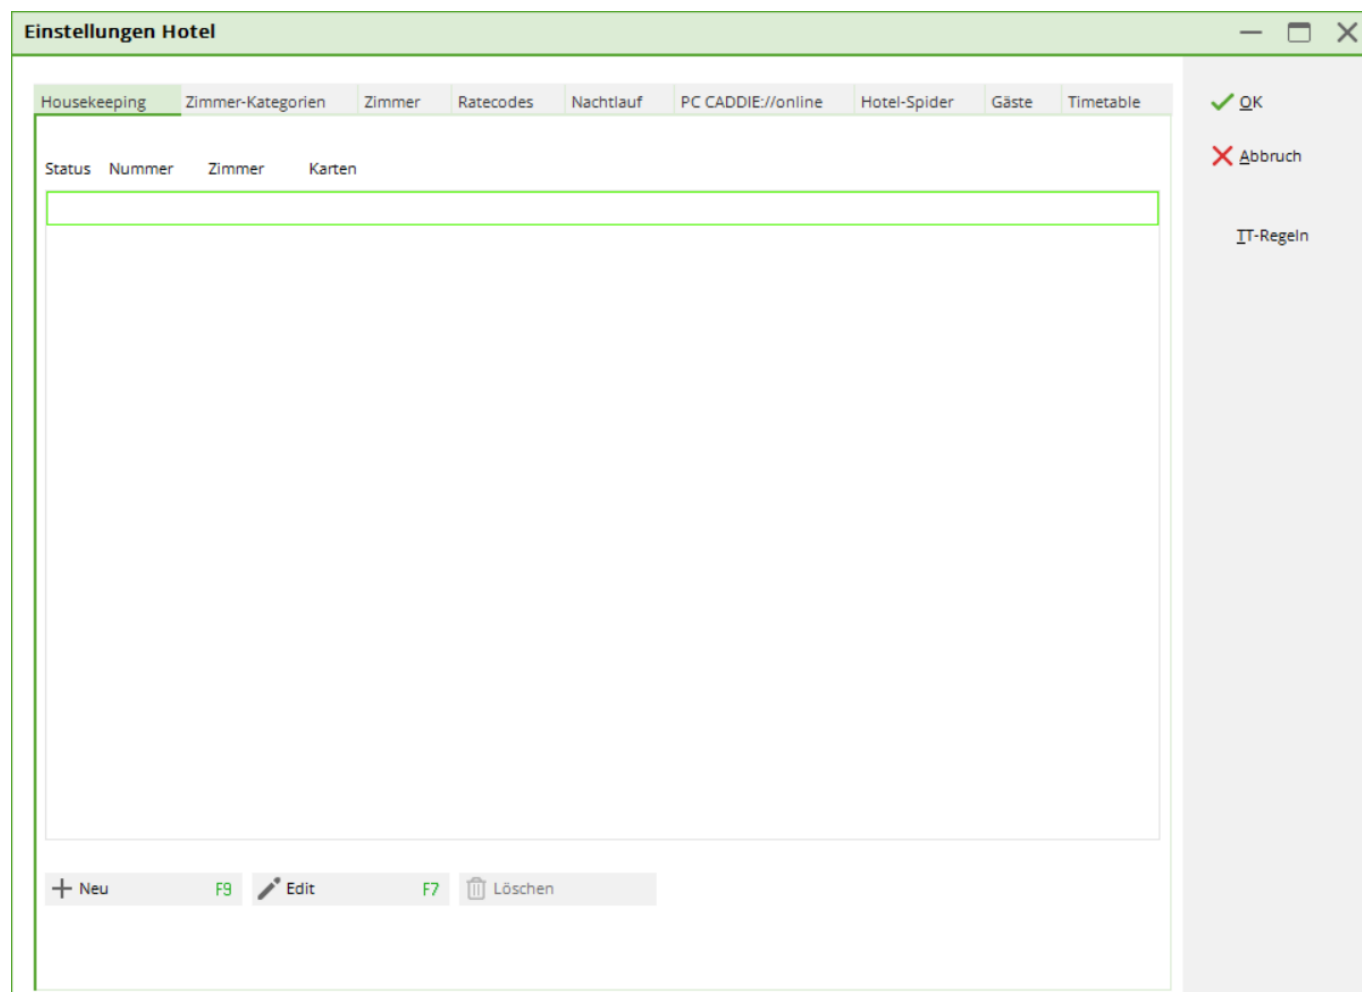 Einstellungen Hotel
Housekeeping Zimmer-Kategorien Zimmer Ratecodes Nachtlauf PC CADDIE://online Hotel-Spider Gäste Timetable
OK
Abbruch
Status Nummer Zimmer Karten
TT-Regeln
Neu F9 Edit F7 Löschen